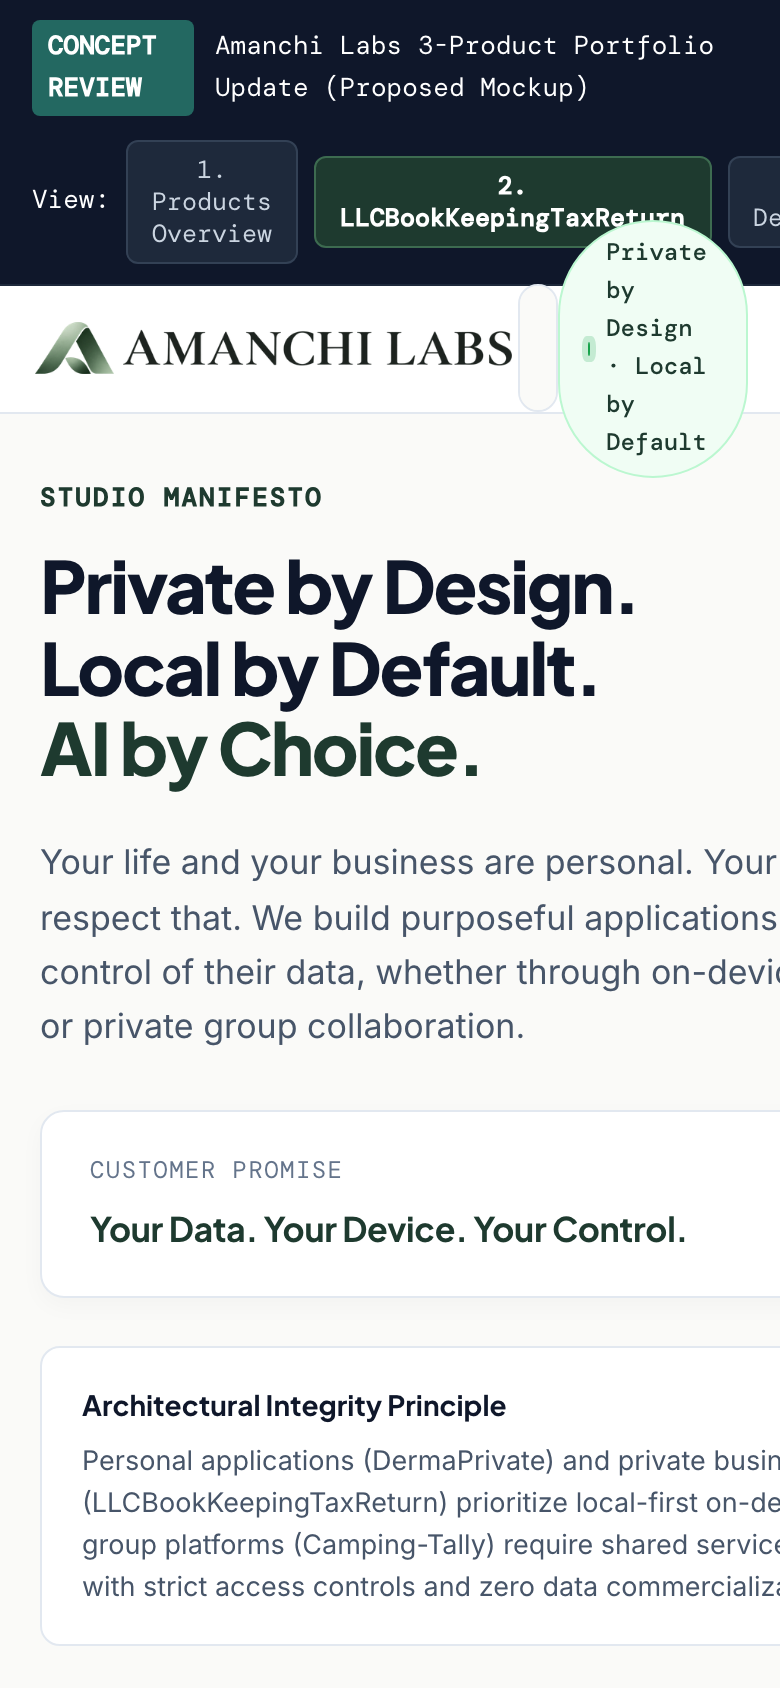 CONCEPT
REVIEW
Amanchi Labs 3-Product Portfolio
Update (Proposed Mockup)
View:
1.
Products
Overview
2.
LLCBookKeepingTaxReturn
De
AMANCHI LABS
Private
by
Design
· Local
by
Default
STUDIO MANIFESTO
Private by Design.
Local by Default.
AI by Choice.
Your life and your business are personal. Your
respect that. We build purposeful applications
control of their data, whether through on-devic
or private group collaboration.
CUSTOMER PROMISE
Your Data. Your Device. Your Control.
Architectural Integrity Principle
Personal applications (DermaPrivate) and private busin
(LLCBookKeepingTaxReturn) prioritize local-first on-de
group platforms (Camping-Tally) require shared service
with strict access controls and zero data commercializa